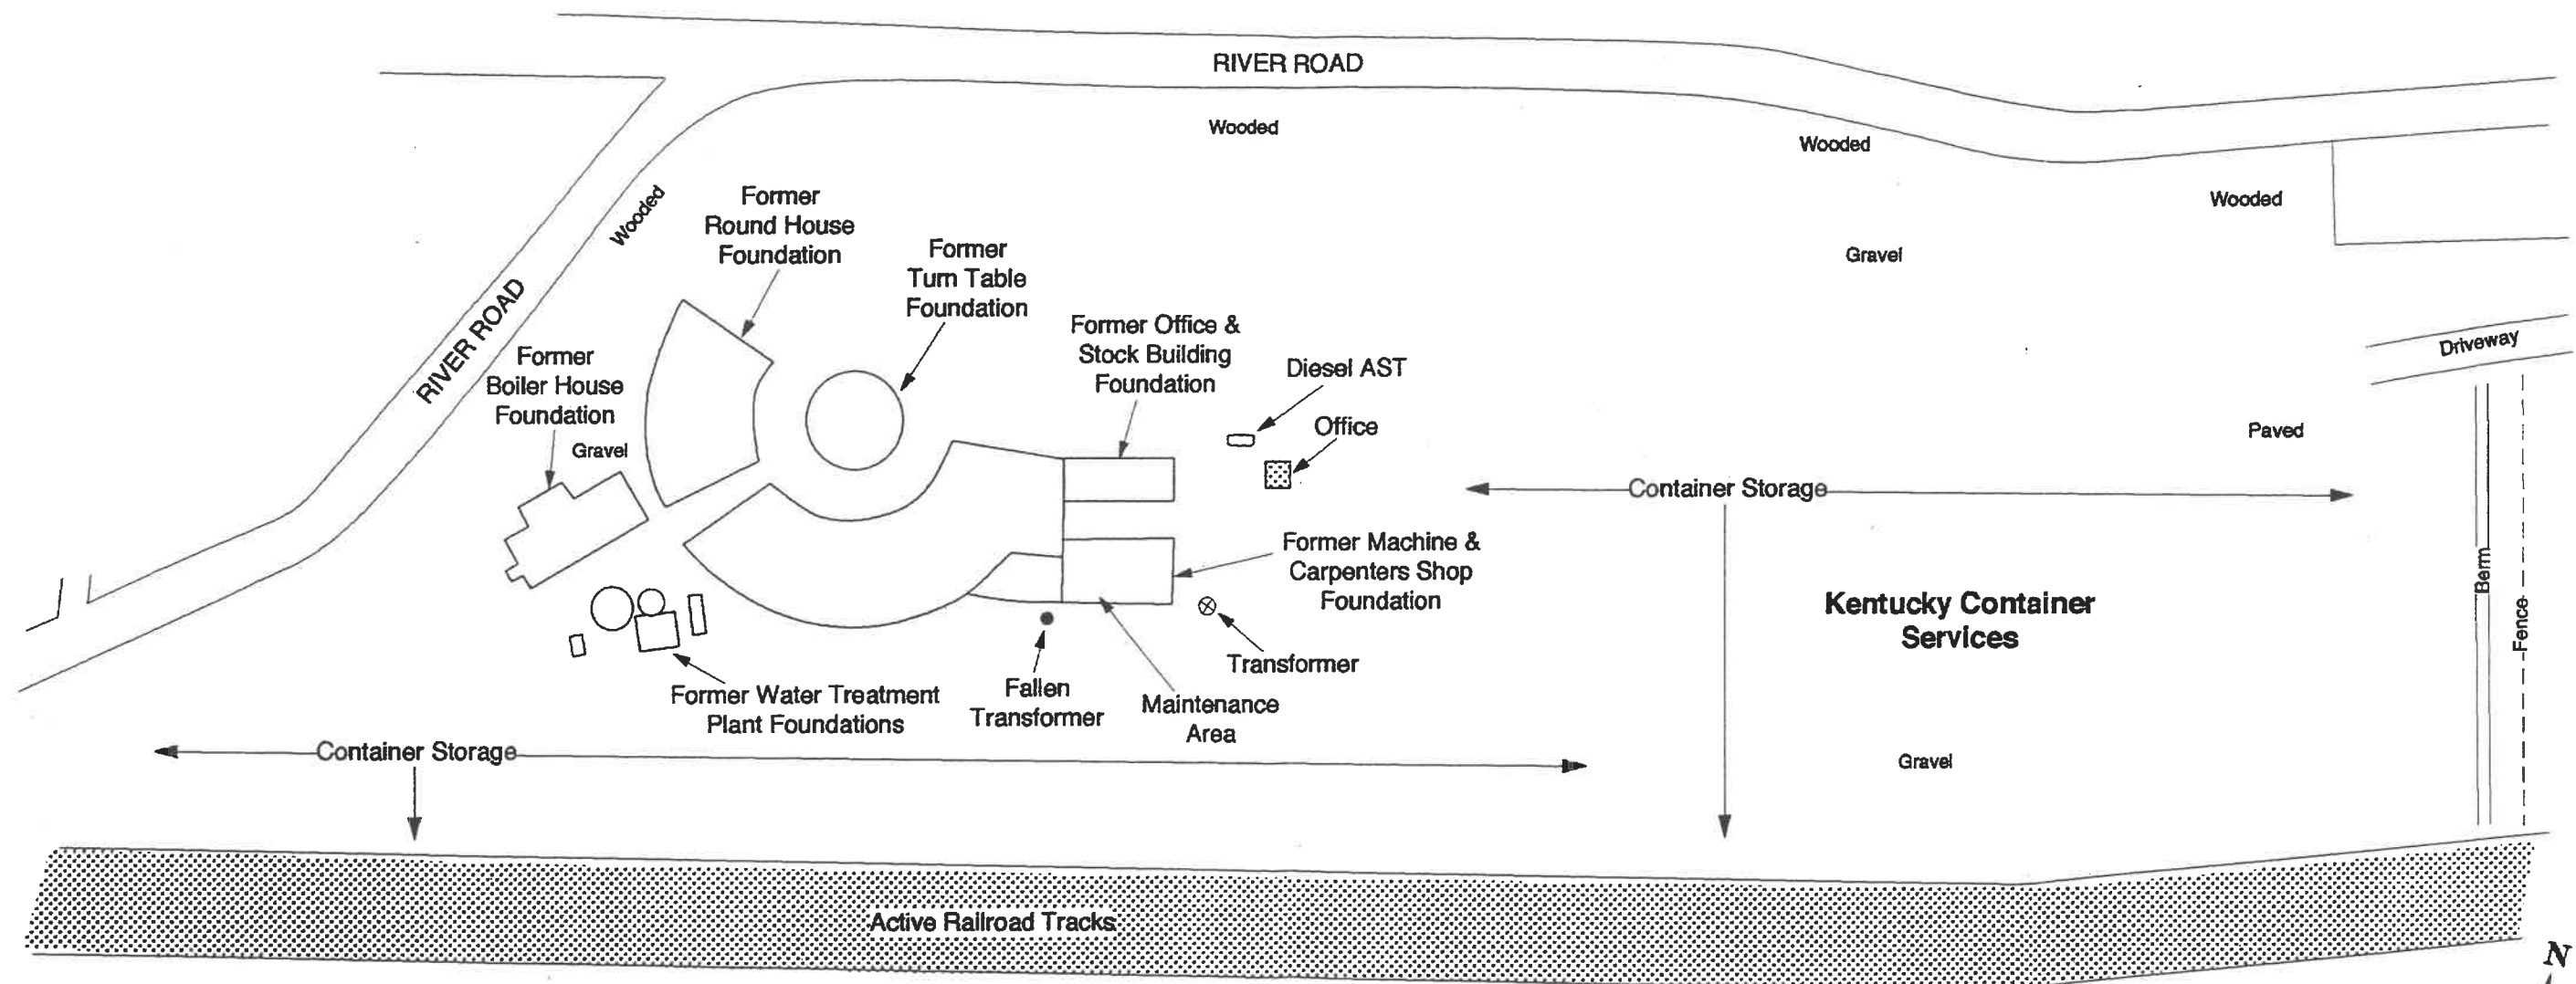 RIVER ROAD
Wooded
Wooded
Wooded
Wooded
Former
Round House
Foundation
Former
Turn Table
Foundation
Gravel
RIVER ROAD
Former Office &
Stock Building
Foundation
Driveway
Former
Boiler House
Foundation
Diesel AST
Office
Paved
Gravel
Container Storage
Former Machine &
Carpenters Shop
Foundation
Berm
Kentucky Container
Services
Fence
Transformer
Former Water Treatment
Plant Foundations
Fallen
Transformer
Maintenance
Area
Container Storage
Gravel
Active Railroad Tracks
N